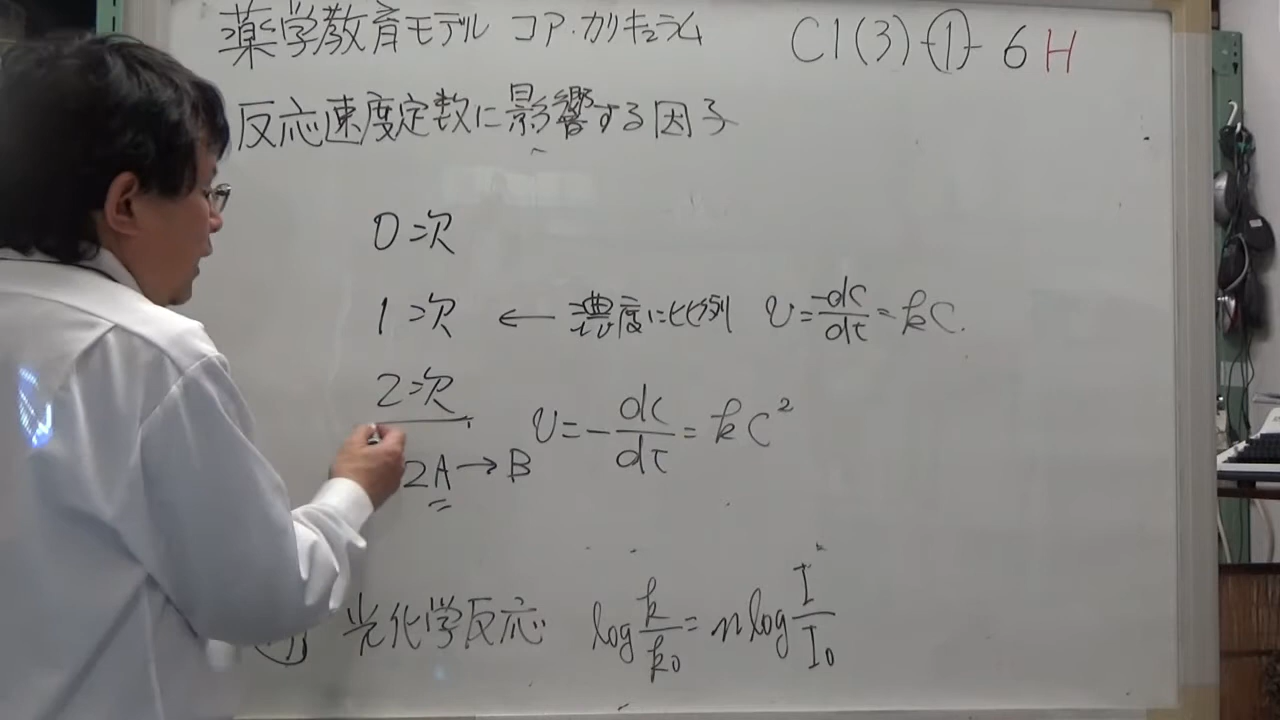 薬学教育モデル コア・カリキュラム C1(3)-①-6 H
反応速度定数に影響する因子
0次
1次 ← 濃度に比例 v=-dC/dt=kC.
2次 v=-dC/dt=kC²
2A→B
光化学反応 log k/k0=nlog I/I0